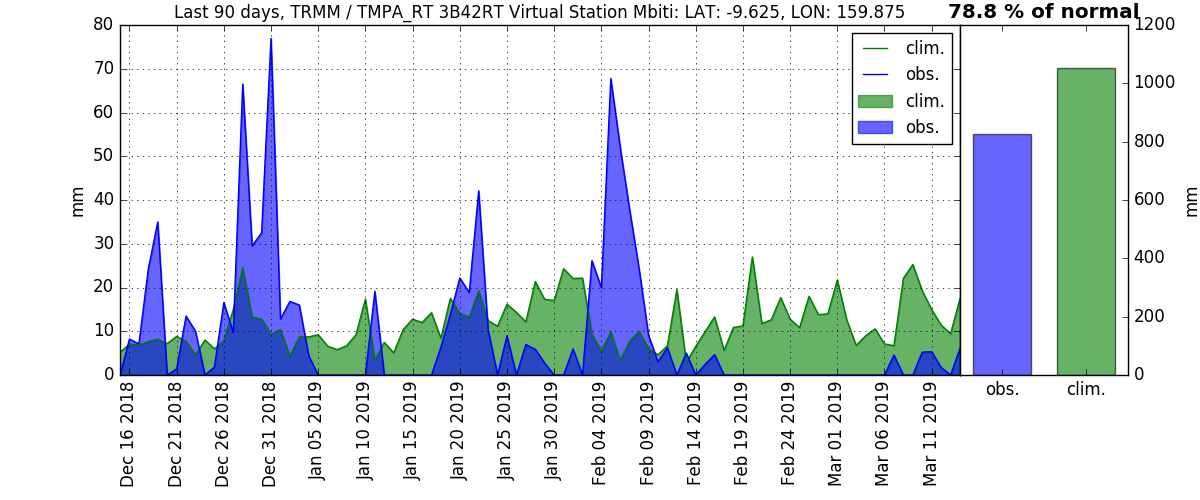 Last 90 days, TRMM / TMPA_RT 3B42RT Virtual Station Mbiti: LAT: -9.625, LON: 159.875
78.8 % of normal
80
70
60
50
40
30
20
10
0
mm
clim.
obs.
clim.
obs.
1200
1000
800
600
400
200
0
mm
Dec 16 2018
Dec 21 2018
Dec 26 2018
Dec 31 2018
Jan 05 2019
Jan 10 2019
Jan 15 2019
Jan 20 2019
Jan 25 2019
Jan 30 2019
Feb 04 2019
Feb 09 2019
Feb 14 2019
Feb 19 2019
Feb 24 2019
Mar 01 2019
Mar 06 2019
Mar 11 2019
obs.
clim.